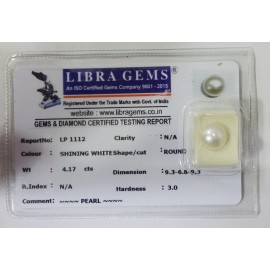 LIBRA GEMS
An ISO Certified Gems Company 9001 - 2015
Registered Under the Trade Marks with Govt. of India
www.libragems.co.in
GEMS & DIAMOND CERTIFIED TESTING REPORT
ReportNo: LP 1112 Clarity : N/A
Colour : SHINING WHITE Shape/cut : ROUND
Wt : 4.17 cts Dimension : 9.3-6.8-9.3
R.Index : N/A Hardness : 3.0
Comment : ~~~~ PEARL ~~~~